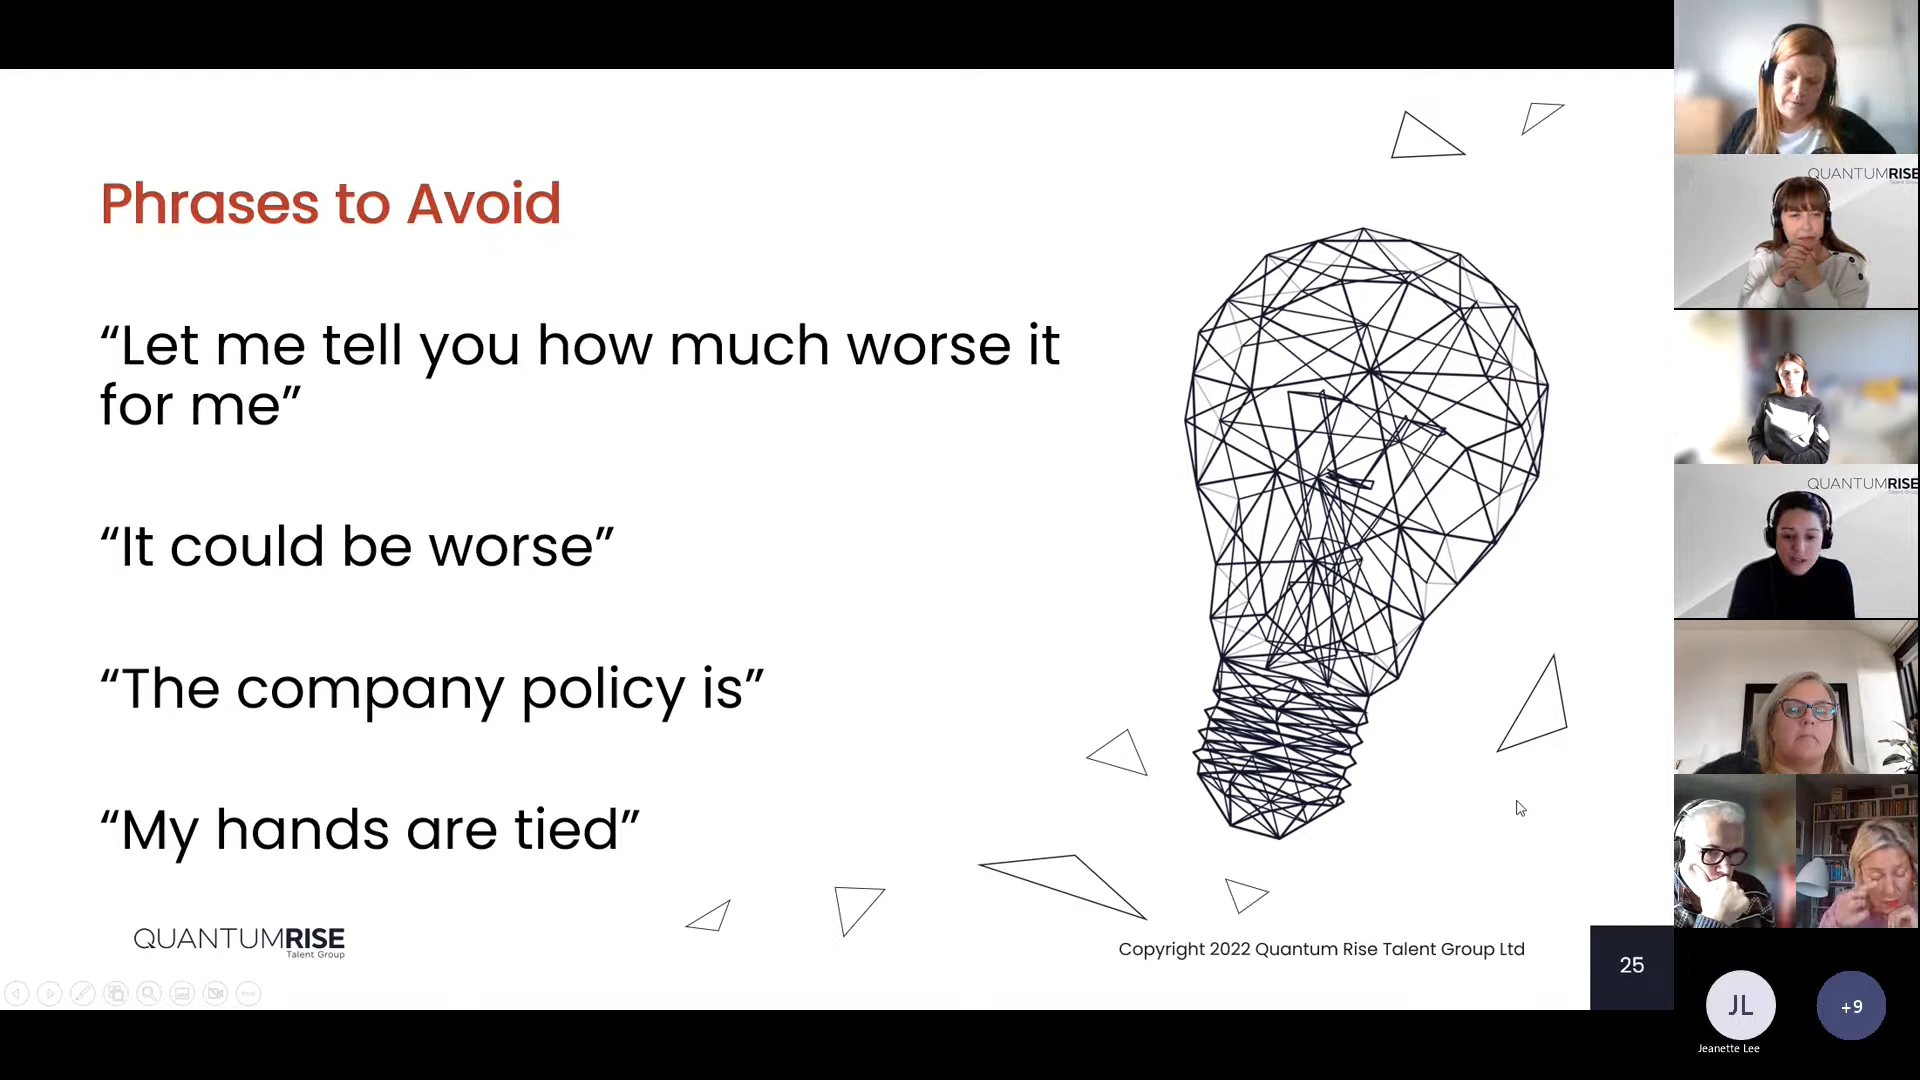 Phrases to Avoid
“Let me tell you how much worse it
for me”
“It could be worse”
“The company policy is”
“My hands are tied”
QUANTUMRISE
Talent Group
Copyright 2022 Quantum Rise Talent Group Ltd
25
QUANTUMRISE
QUANTUMRISE
JL
Jeanette Lee
+9